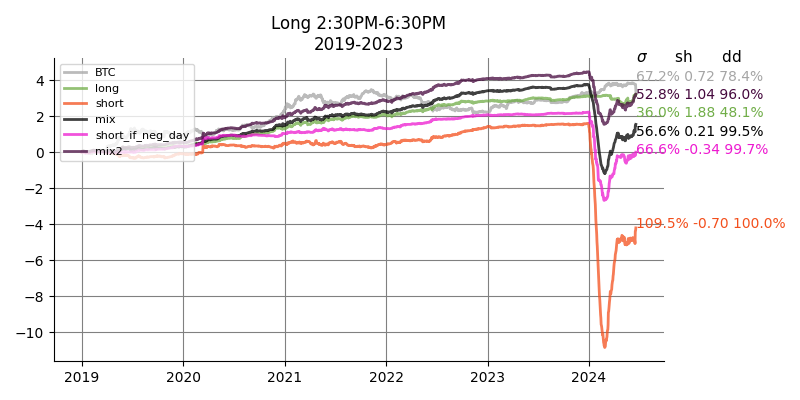 Long 2:30PM-6:30PM
2019-2023
σ sh dd
67.2% 0.72 78.4%
52.8% 1.04 96.0%
36.0% 1.88 48.1%
56.6% 0.21 99.5%
66.6% -0.34 99.7%
109.5% -0.70 100.0%
BTC
long
short
mix
short_if_neg_day
mix2
4
2
0
−2
−4
−6
−8
−10
2019 2020 2021 2022 2023 2024